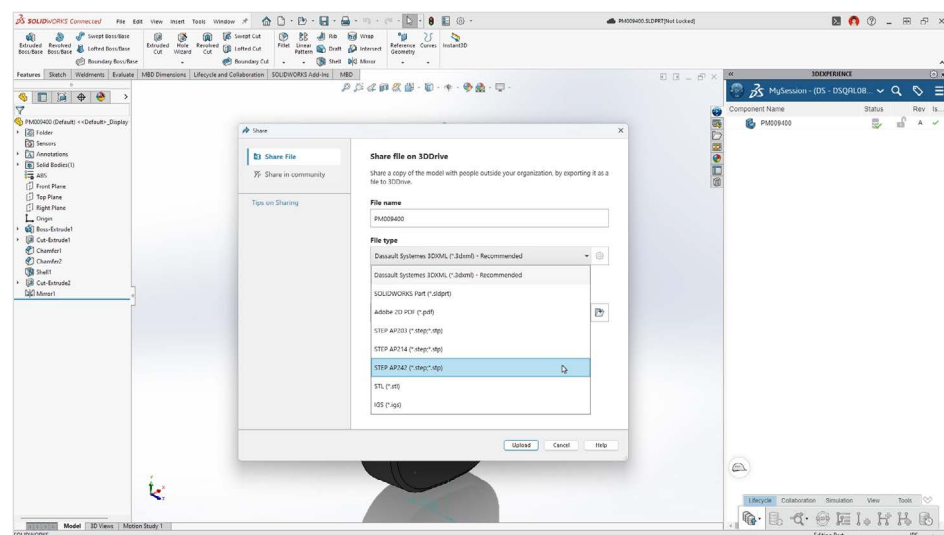 SOLIDWORKS Connected File Edit View Insert Tools Window
PM009400.SLDPRT [Not Locked]
Extruded Boss/Base
Revolved Boss/Base
Swept Boss/Base
Lofted Boss/Base
Boundary Boss/Base
Extruded Cut
Hole Wizard
Revolved Cut
Swept Cut
Lofted Cut
Boundary Cut
Fillet
Linear Pattern
Rib
Draft
Shell
Wrap
Intersect
Mirror
Reference Geometry
Curves
Instant3D
Features Sketch Weldments Evaluate MBD Dimensions Lifecycle and Collaboration SOLIDWORKS Add-Ins MBD
PM009400 (Default) <<Default>_Display
Folder
Sensors
Annotations
Solid Bodies(1)
ABS
Front Plane
Top Plane
Right Plane
Origin
Boss-Extrude1
Cut-Extrude1
Chamfer1
Chamfer2
Shell1
Cut-Extrude2
Mirror1
Share
Share File
Share in community
Tips on Sharing
Share file on 3DDrive
Share a copy of the model with people outside your organization, by exporting it as a
file to 3DDrive.
File name
PM009400
File type
Dassault Systemes 3DXML (*.3dxml) - Recommended
Dassault Systemes 3DXML (*.3dxml) - Recommended
SOLIDWORKS Part (*.sldprt)
Adobe 2D PDF (*.pdf)
STEP AP203 (*.step;*.stp)
STEP AP214 (*.step;*.stp)
STEP AP242 (*.step;*.stp)
STL (*.stl)
IGS (*.igs)
Upload Cancel Help
3DEXPERIENCE
MySession - (DS - DSQAL08...
Component Name Status Rev Is...
PM009400 A
Lifecycle Collaboration Simulation View Tools
Model 3D Views Motion Study 1
SOLIDWORKS
Editing Part
IPS